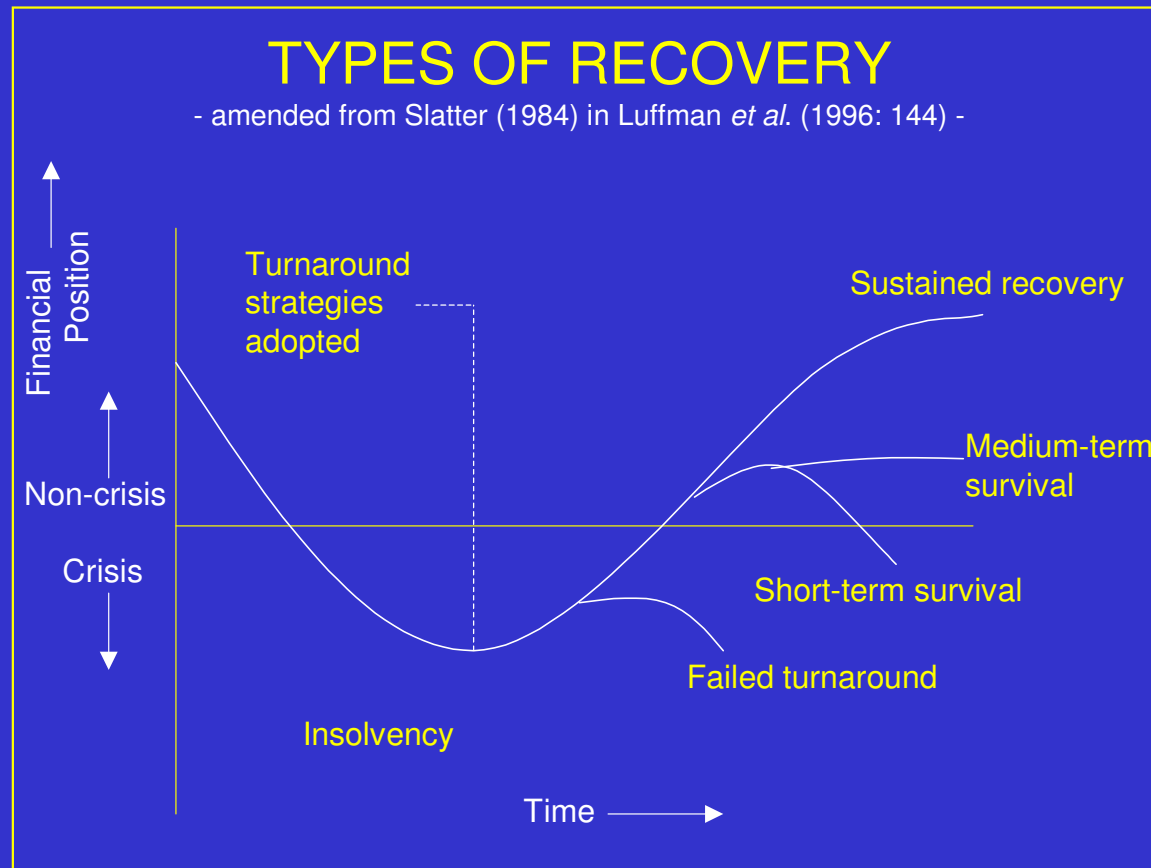 TYPES OF RECOVERY
- amended from Slatter (1984) in Luffman et al. (1996: 144) -
Financial
Position
Turnaround
strategies
adopted
Sustained recovery
Medium-term
survival
Non-crisis
Crisis
Short-term survival
Failed turnaround
Insolvency
Time